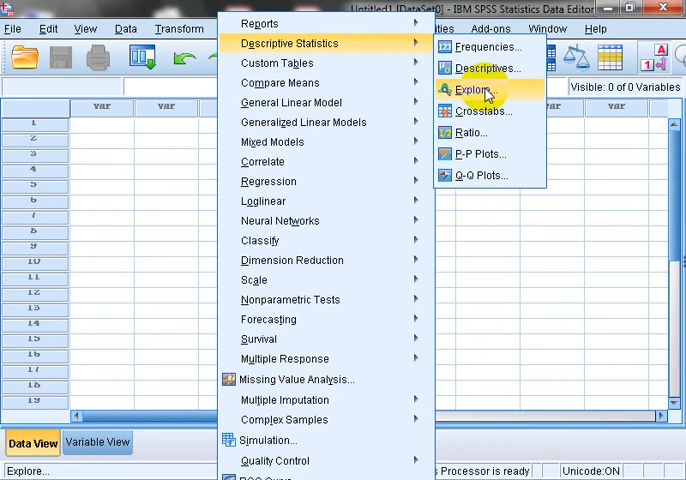 Untitled1 [DataSet0] - IBM SPSS Statistics Data Editor
File Edit View Data Transform Window Help
Visible: 0 of 0 Variables
Reports
Descriptive Statistics
Custom Tables
Compare Means
General Linear Model
Generalized Linear Models
Mixed Models
Correlate
Regression
Loglinear
Neural Networks
Classify
Dimension Reduction
Scale
Nonparametric Tests
Forecasting
Survival
Multiple Response
Missing Value Analysis...
Multiple Imputation
Complex Samples
Simulation...
Quality Control
123 Frequencies...
Descriptives...
Explore...
Crosstabs...
1/2 Ratio...
P-P Plots...
Q-Q Plots...
var var var var var
1
2
3
4
5
6
7
8
9
10
11
12
13
14
15
16
17
18
19
Data View Variable View
Explore... Processor is ready Unicode:ON